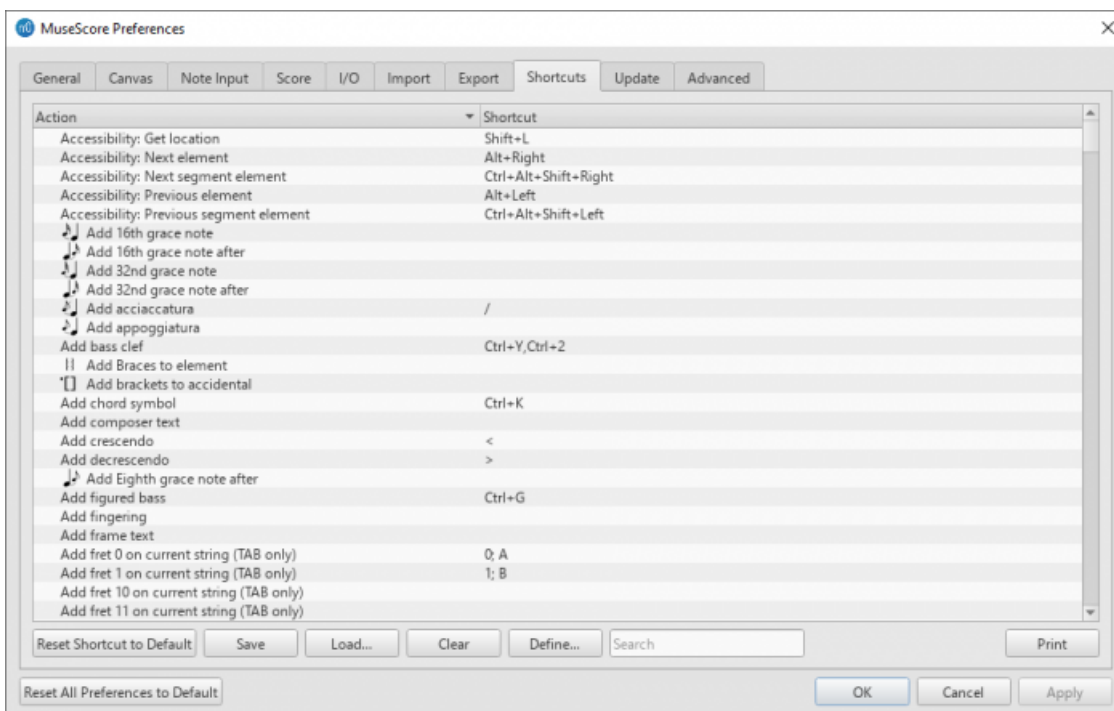 MuseScore Preferences
General Canvas Note Input Score I/O Import Export Shortcuts Update Advanced
Action Shortcut
Accessibility: Get location Shift+L
Accessibility: Next element Alt+Right
Accessibility: Next segment element Ctrl+Alt+Shift+Right
Accessibility: Previous element Alt+Left
Accessibility: Previous segment element Ctrl+Alt+Shift+Left
Add 16th grace note
Add 16th grace note after
Add 32nd grace note
Add 32nd grace note after
Add acciaccatura /
Add appoggiatura
Add bass clef Ctrl+Y,Ctrl+2
Add Braces to element
Add brackets to accidental
Add chord symbol Ctrl+K
Add composer text
Add crescendo <
Add decrescendo >
Add Eighth grace note after
Add figured bass Ctrl+G
Add fingering
Add frame text
Add fret 0 on current string (TAB only) 0; A
Add fret 1 on current string (TAB only) 1; B
Add fret 10 on current string (TAB only)
Add fret 11 on current string (TAB only)
Reset Shortcut to Default Save Load... Clear Define... Search Print
Reset All Preferences to Default OK Cancel Apply